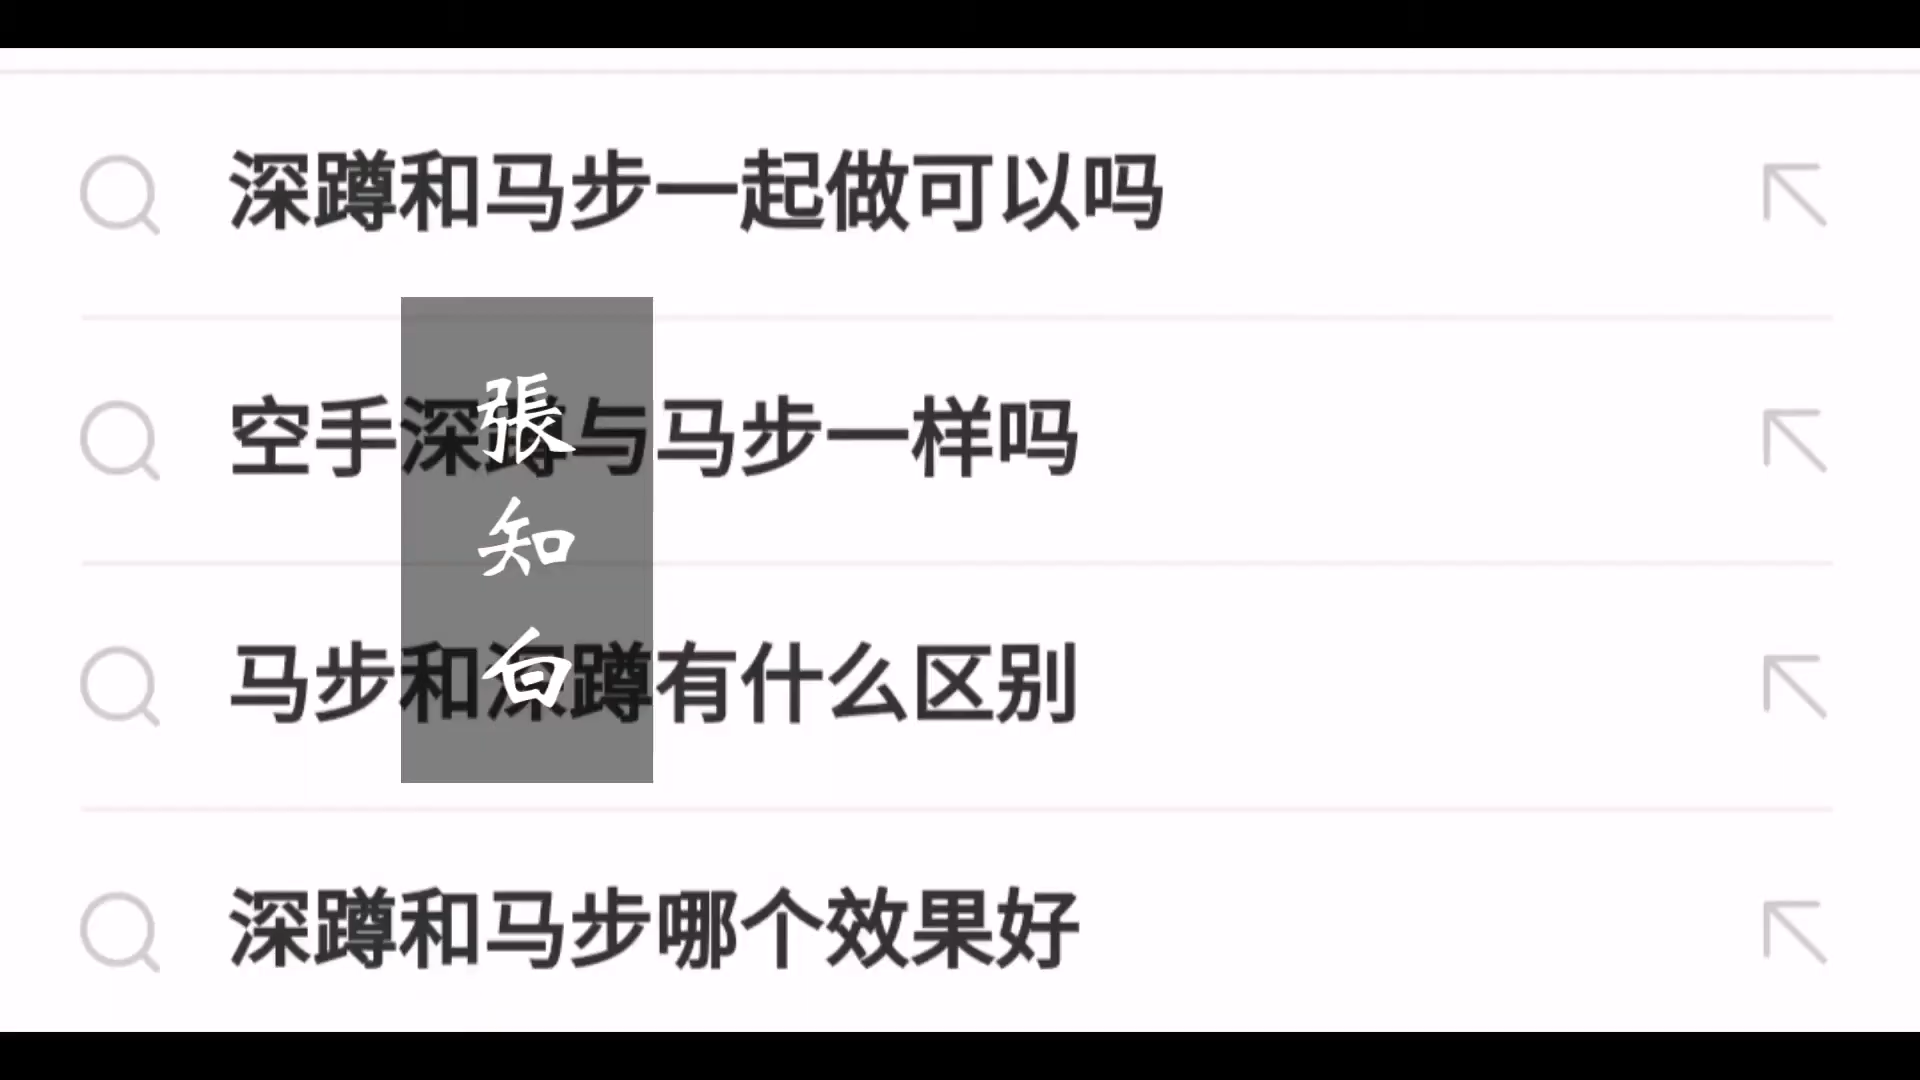 深蹲和马步一起做可以吗
空手深蹲与马步一样吗
马步和深蹲有什么区别
深蹲和马步哪个效果好
張知白